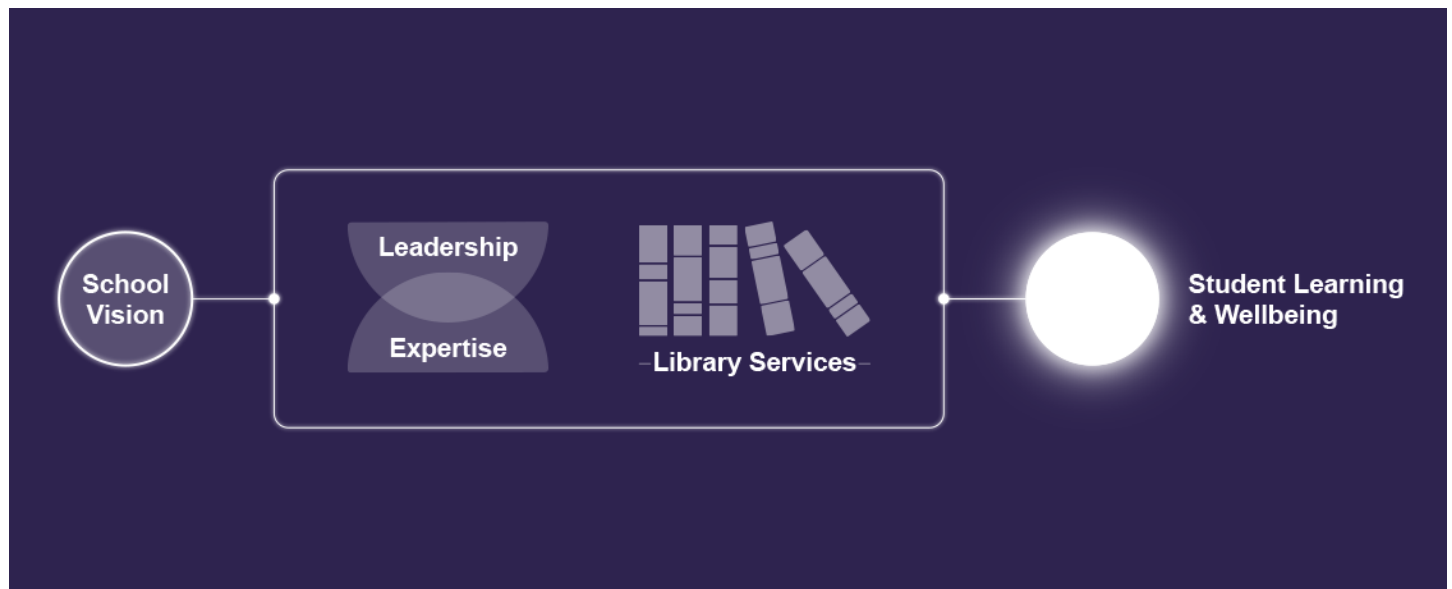 School
Vision
Leadership
Expertise
Library Services
Student Learning
& Wellbeing